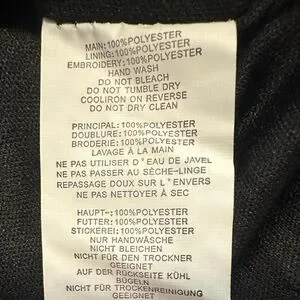 MAIN:100%POLYESTER
LINING:100%POLYESTER
EMBROIDERY:100%POLYESTER
HAND WASH
DO NOT BLEACH
DO NOT TUMBLE DRY
COOLIRON ON REVERSE
DO NOT DRY CLEAN
PRINCIPAL:100%POLYESTER
DOUBLURE:100%POLYESTER
BRODERIE:100%POLYESTER
LAVAGE À LA MAIN
NE PAS UTILISER D'EAU DE JAVEL
NE PAS PASSER AU SÈCHE-LINGE
REPASSAGE DOUX SUR L'ENVERS
NE PAS NETTOYER À SEC
HAUPT-:100%POLYESTER
FUTTER:100%POLYESTER
STICKEREI:100%POLYESTER
NUR HANDWÄSCHE
NICHT BLEICHEN
NICHT FÜR DEN TROCKNER
GEEIGNET
AUF DER RÜCKSEITE KÜHL
BÜGELN
NICHT FÜR TROCKENREINIGUNG
GEEIGNET